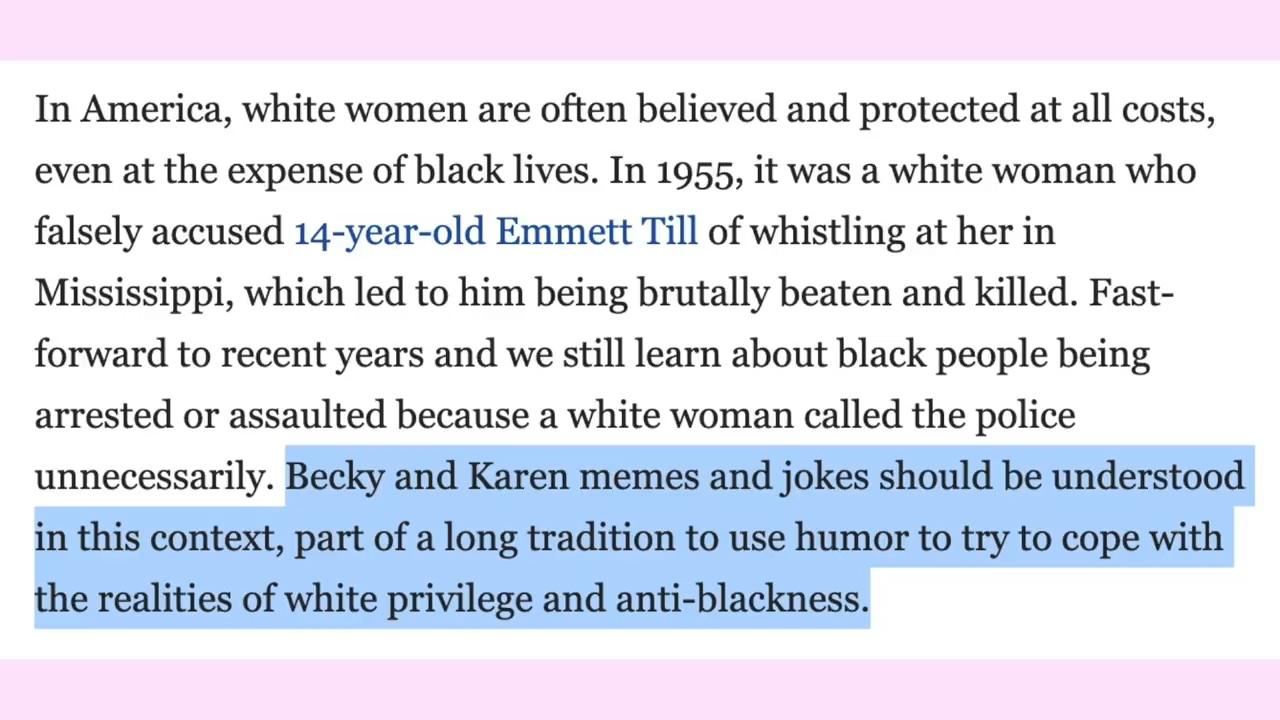 In America, white women are often believed and protected at all costs,
even at the expense of black lives. In 1955, it was a white woman who
falsely accused 14-year-old Emmett Till of whistling at her in
Mississippi, which led to him being brutally beaten and killed. Fast-
forward to recent years and we still learn about black people being
arrested or assaulted because a white woman called the police
unnecessarily. Becky and Karen memes and jokes should be understood
in this context, part of a long tradition to use humor to try to cope with
the realities of white privilege and anti-blackness.